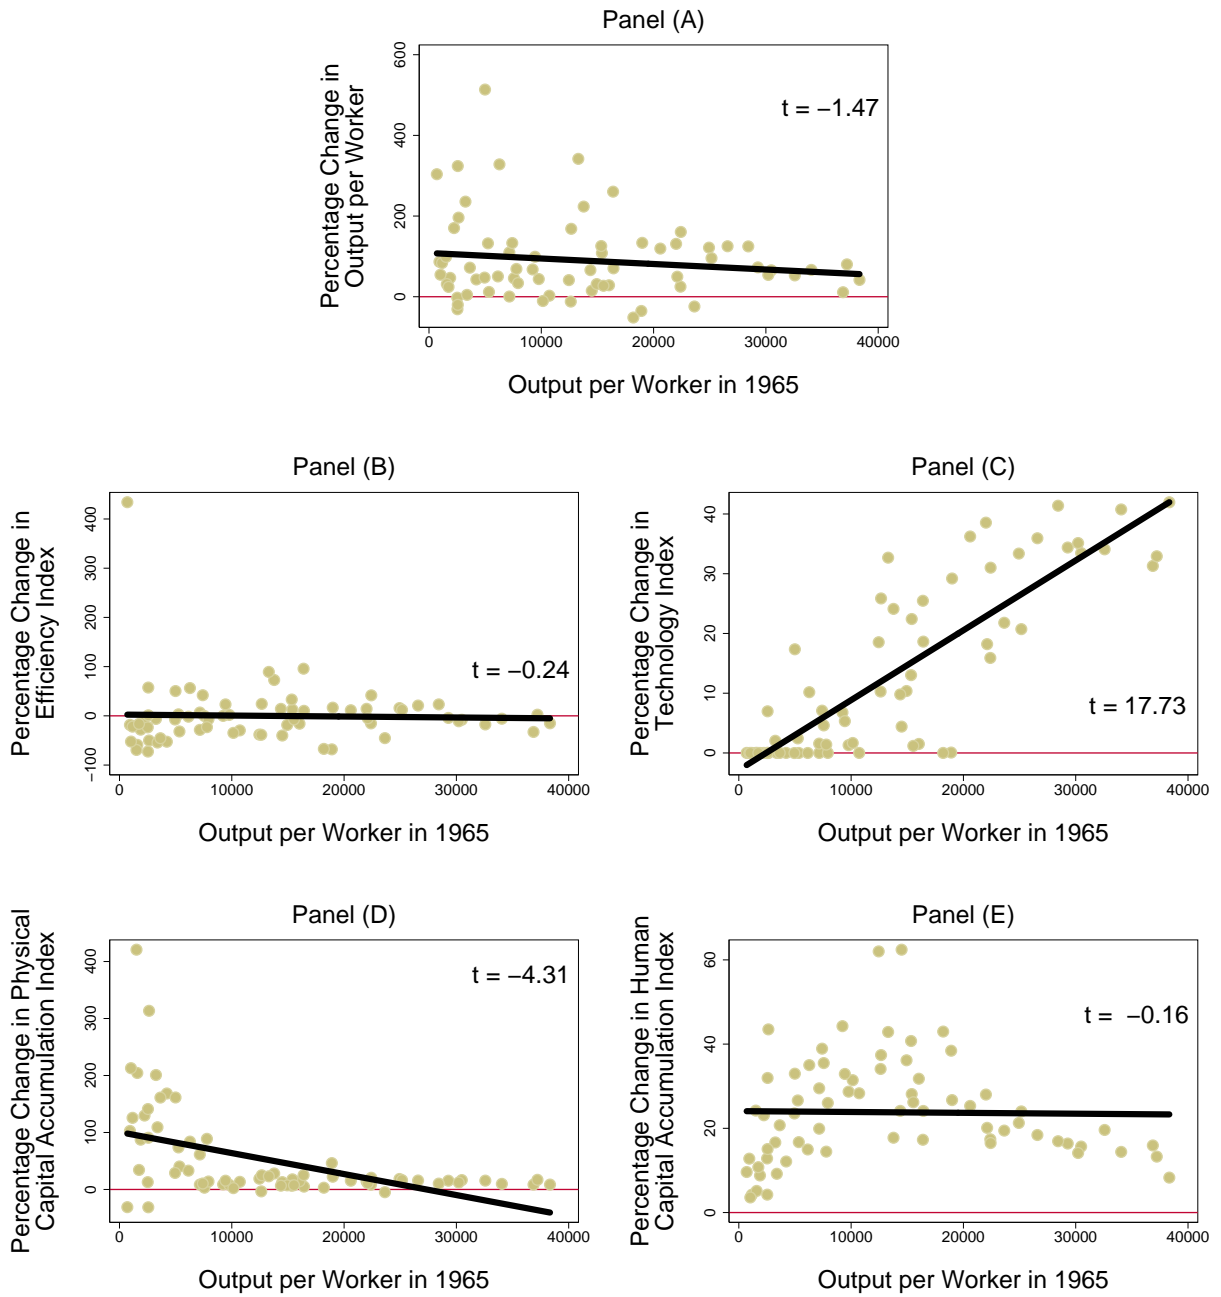 Panel (A)
Percentage Change in
Output per Worker
600
400
200
0
t = −1.47
0 10000 20000 30000 40000
Output per Worker in 1965
Panel (B)
Percentage Change in
Efficiency Index
400
300
200
100
0
−100
t = −0.24
0 10000 20000 30000 40000
Output per Worker in 1965
Panel (C)
Percentage Change in
Technology Index
40
30
20
10
0
t = 17.73
0 10000 20000 30000 40000
Output per Worker in 1965
Panel (D)
Percentage Change in Physical
Capital Accumulation Index
400
300
200
100
0
t = −4.31
0 10000 20000 30000 40000
Output per Worker in 1965
Panel (E)
Percentage Change in Human
Capital Accumulation Index
60
40
20
0
t = −0.16
0 10000 20000 30000 40000
Output per Worker in 1965